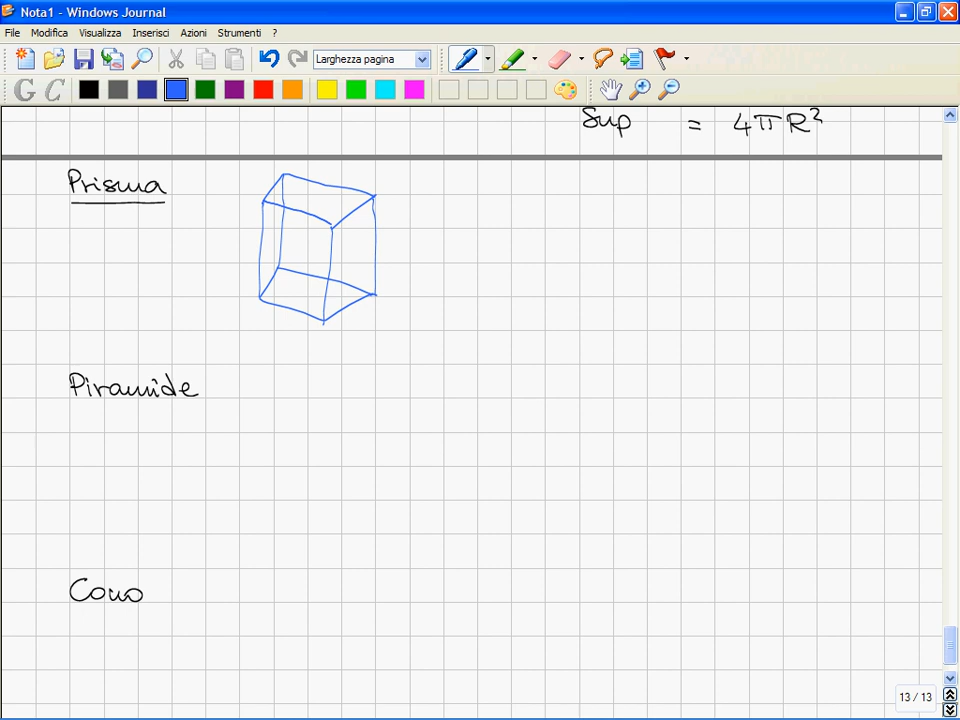 Nota1 - Windows Journal
File Modifica Visualizza Inserisci Azioni Strumenti ?
Larghezza pagina
G C
Sup = 4πR²
Prisma
Piramide
Cono
13 / 13